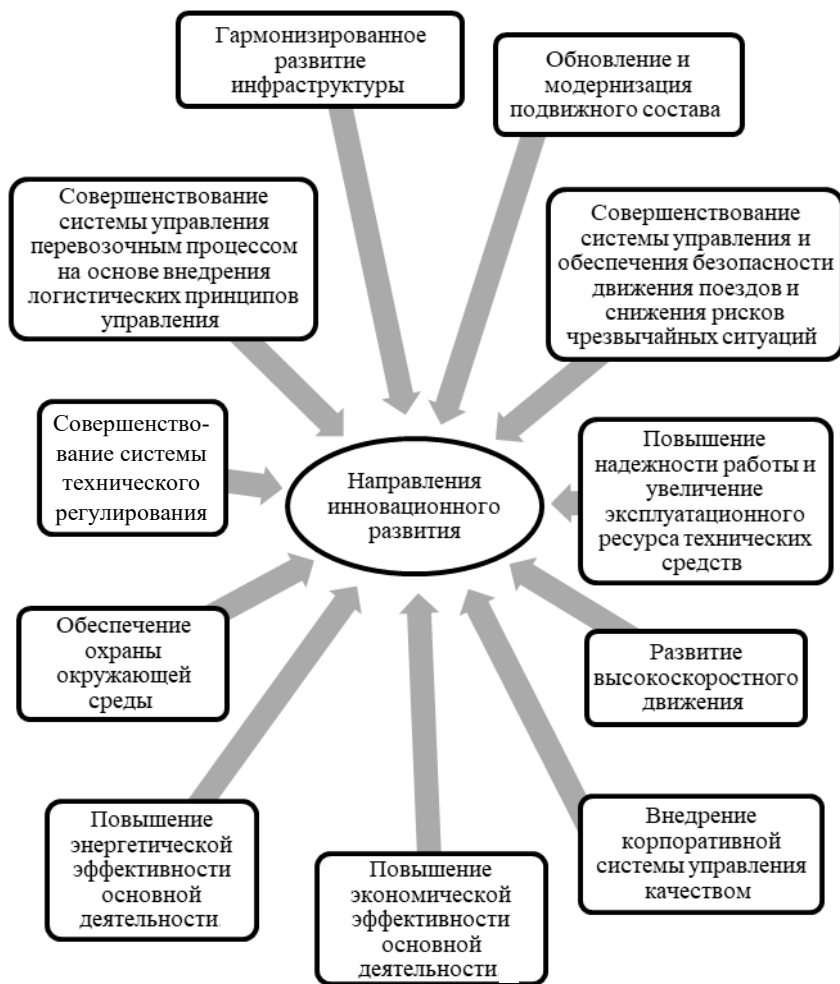 Гармонизированное
развитие
инфраструктуры
Обновление и
модернизация
подвижного состава
Совершенствование
системы управления
перевозочным процессом
на основе внедрения
логистических принципов
управления
Совершенствование
системы управления и
обеспечения безопасности
движения поездов и
снижения рисков
чрезвычайных ситуаций
Совершенство-
вание системы
технического
регулирования
Направления
инновационного
развития
Повышение
надежности работы и
увеличение
эксплуатационного
ресурса технических
средств
Обеспечение
охраны
окружающей
среды
Развитие
высокоскоростного
движения
Повышение
энергетической
эффективности
основной
деятельности
Повышение
экономической
эффективности
основной
деятельности
Внедрение
корпоративной
системы управления
качеством